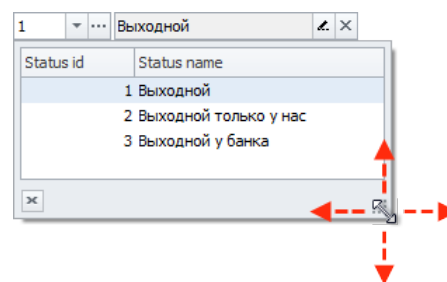 1 Выходной
Status id Status name
1 Выходной
2 Выходной только у нас
3 Выходной у банка